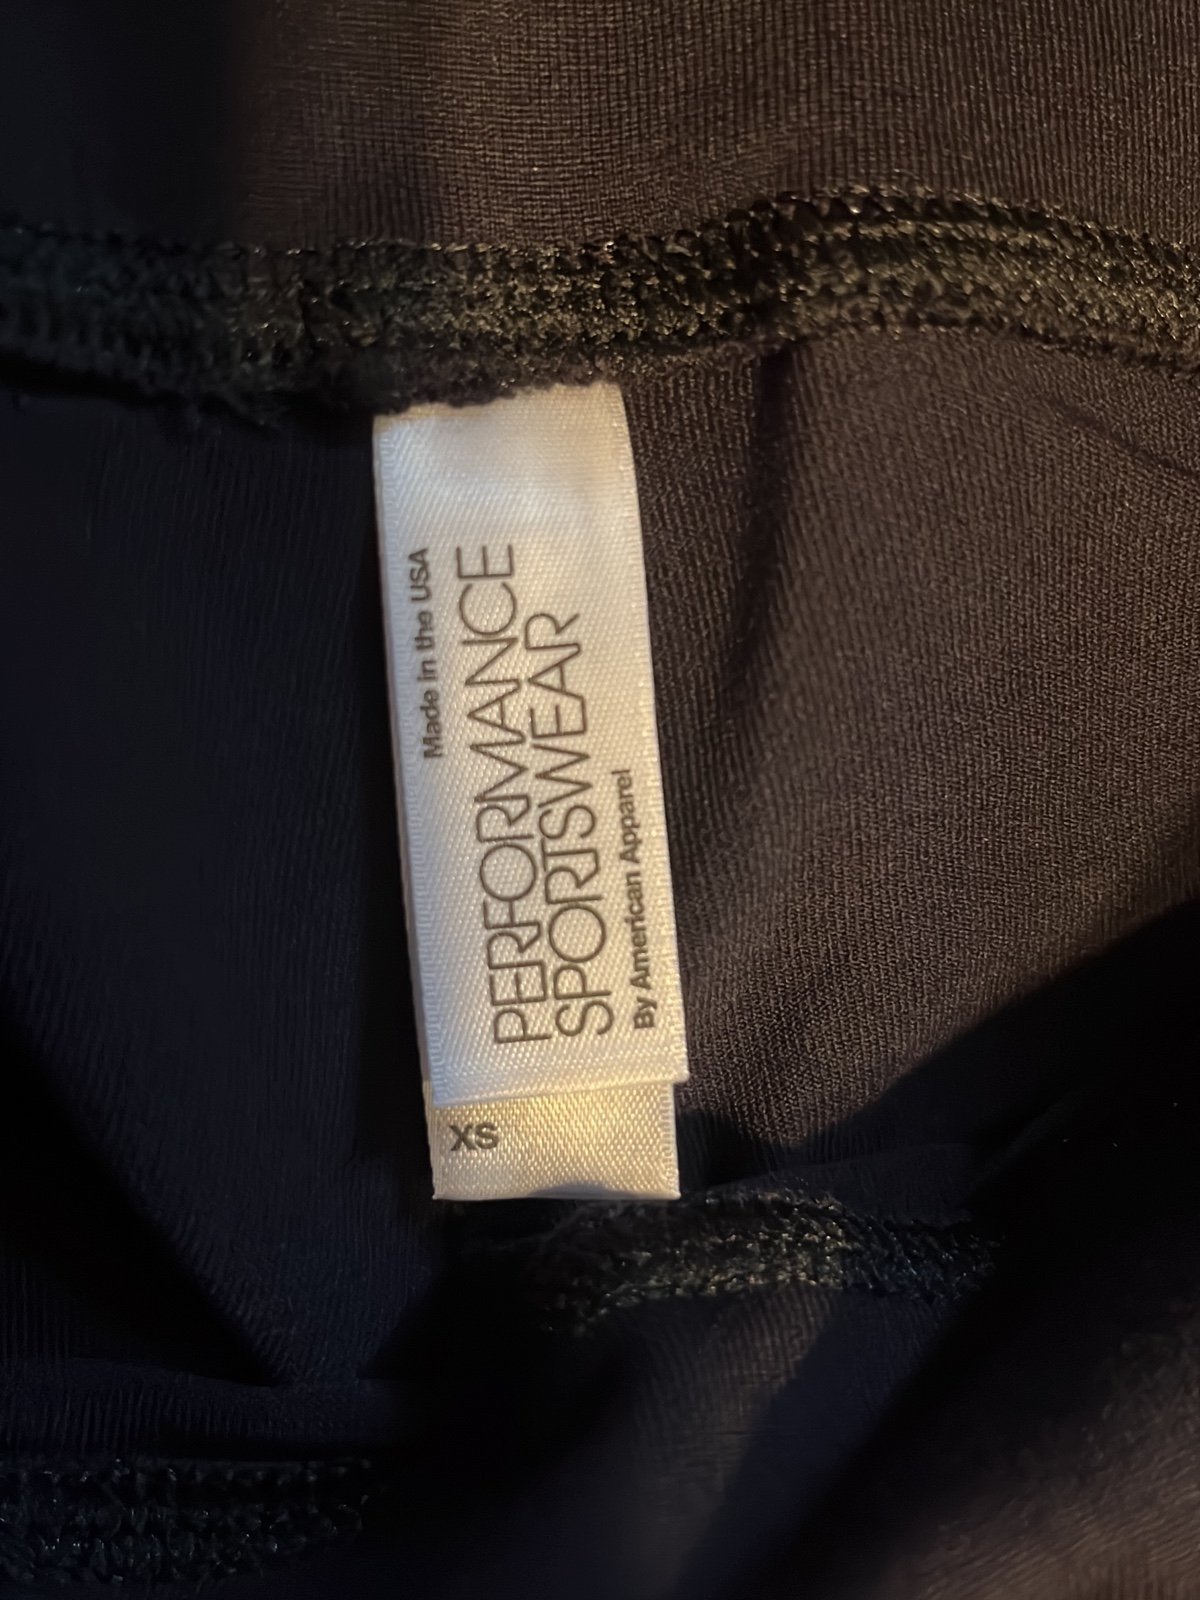 Made in the USA
PERFORMANCE
SPORTSWEAR
By American Apparel
XS